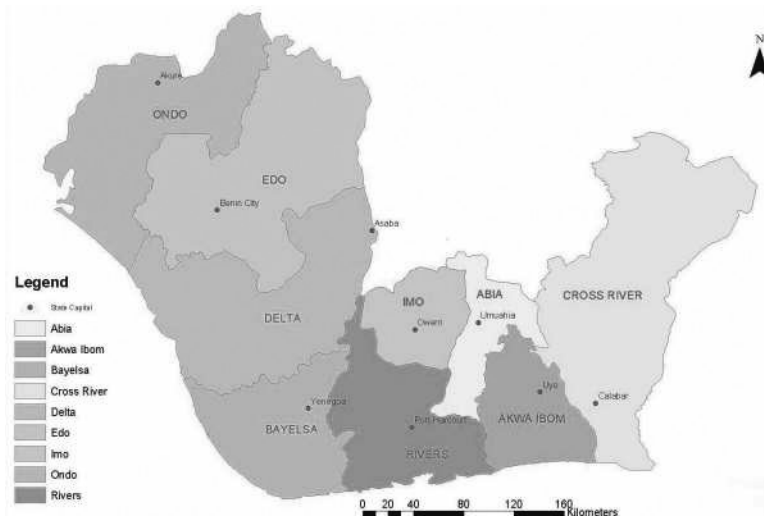 N
Akure
ONDO
EDO
Benin City
Asaba
Legend
State Capital
Abia
Akwa Ibom
Bayelsa
Cross River
Delta
Edo
Imo
Ondo
Rivers
DELTA
IMO
Owerri
ABIA
Umuahia
CROSS RIVER
Yenegoa
BAYELSA
Port Harcourt
RIVERS
Uyo
AKWA IBOM
Calabar
0 20 40 80 120 160
Kilometers